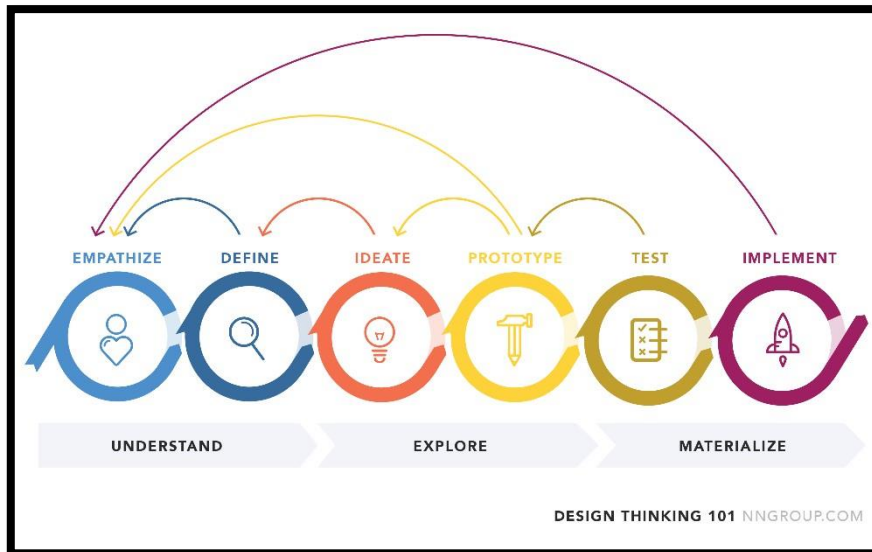 EMPATHIZE DEFINE IDEATE PROTOTYPE TEST IMPLEMENT
UNDERSTAND EXPLORE MATERIALIZE
DESIGN THINKING 101 NNGROUP.COM